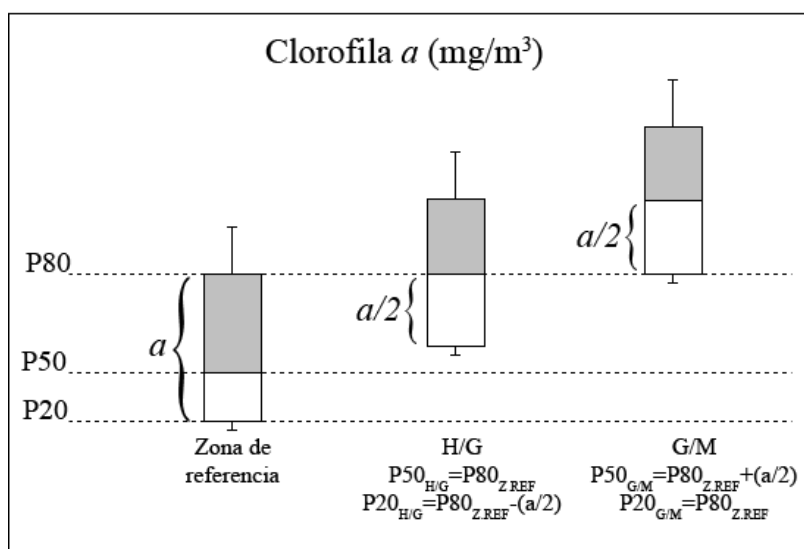 Clorofila a (mg/m³)
P80
P50
P20
a
a/2
a/2
Zona de
referencia
H/G
P50H/G=P80Z.REF
P20H/G=P80Z.REF-(a/2)
G/M
P50G/M=P80Z.REF+(a/2)
P20G/M=P80Z.REF